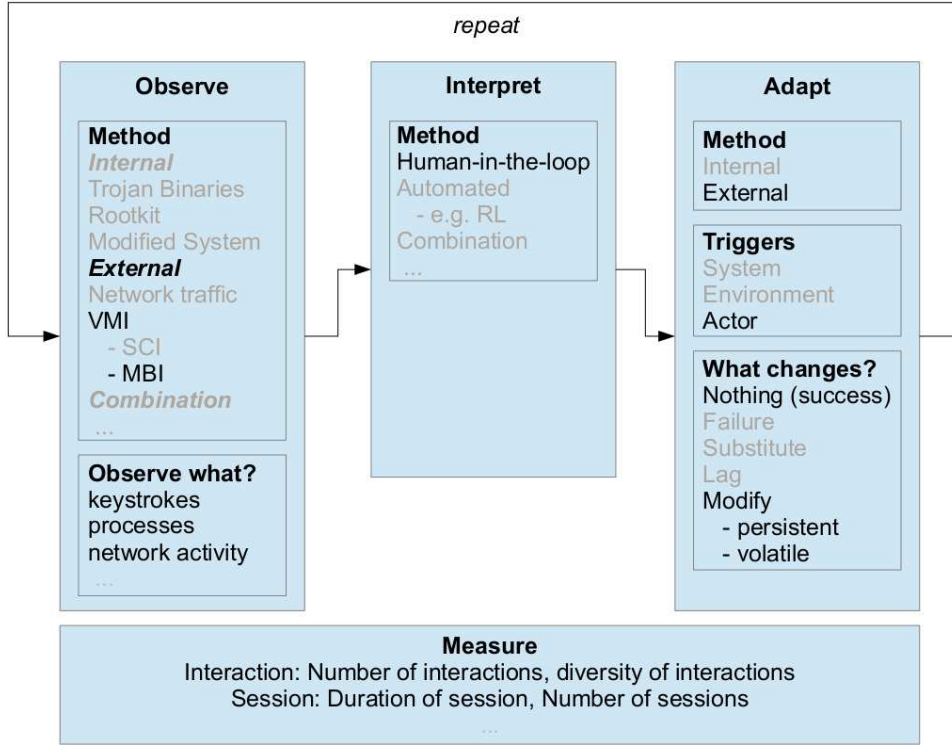 repeat
Observe
Method
Internal
Trojan Binaries
Rootkit
Modified System
External
Network traffic
VMI
- SCI
- MBI
Combination
...
Observe what?
keystrokes
processes
network activity
...
Interpret
Method
Human-in-the-loop
Automated
- e.g. RL
Combination
...
Adapt
Method
Internal
External
Triggers
System
Environment
Actor
What changes?
Nothing (success)
Failure
Substitute
Lag
Modify
- persistent
- volatile
Measure
Interaction: Number of interactions, diversity of interactions
Session: Duration of session, Number of sessions
...